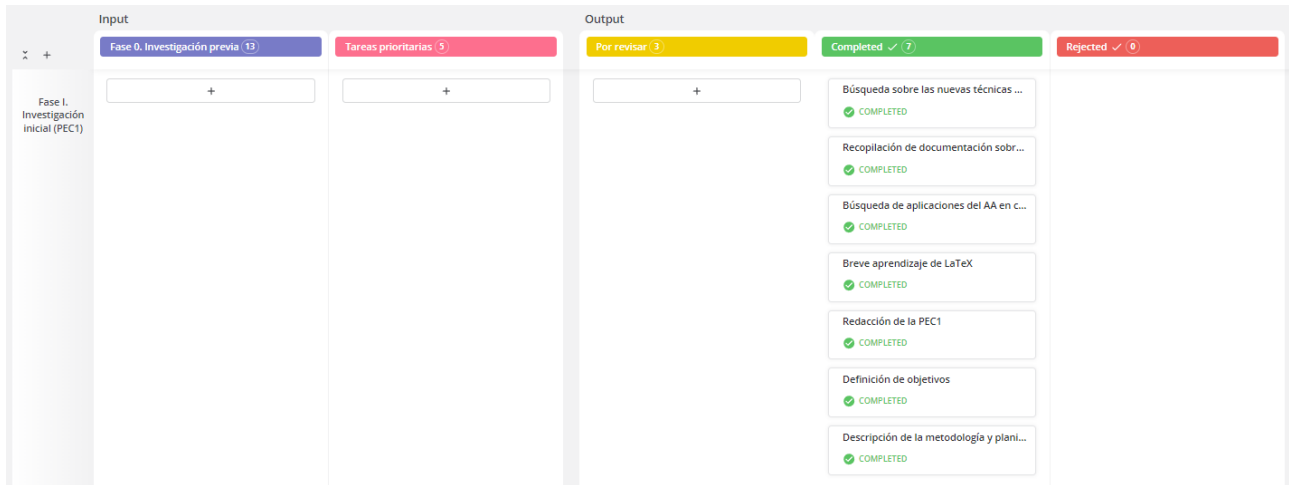 Input
Output
Fase 0. Investigación previa 13
Tareas prioritarias 5
Por revisar 3
Completed ✓ 7
Rejected ✓ 0
+
Fase I.
Investigación
inicial (PEC1)
+
+
+
Búsqueda sobre las nuevas técnicas ...
COMPLETED
Recopilación de documentación sobr...
COMPLETED
Búsqueda de aplicaciones del AA en c...
COMPLETED
Breve aprendizaje de LaTeX
COMPLETED
Redacción de la PEC1
COMPLETED
Definición de objetivos
COMPLETED
Descripción de la metodología y plani...
COMPLETED